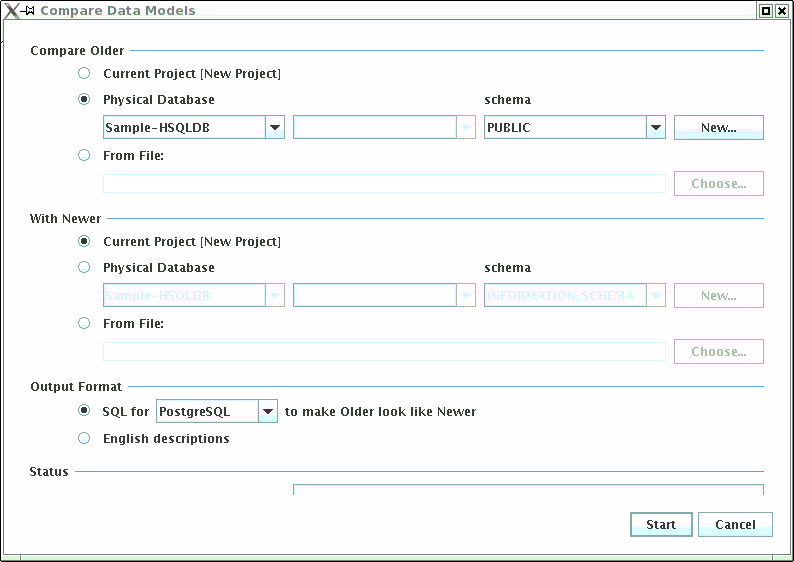 Compare Data Models
Compare Older
Current Project [New Project]
Physical Database schema
Sample-HSQLDB PUBLIC New...
From File:
Choose...
With Newer
Current Project [New Project]
Physical Database schema
Sample-HSQLDB INFORMATION_SCHEMA New...
From File:
Choose...
Output Format
SQL for PostgreSQL to make Older look like Newer
English descriptions
Status
Start Cancel